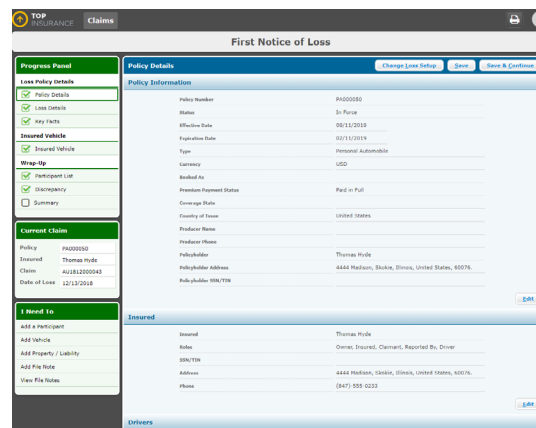 TOP
INSURANCE
Claims
First Notice of Loss
Progress Panel
Loss Policy Details
Policy Details
Loss Details
Key Facts
Insured Vehicle
Insured Vehicle
Wrap-Up
Participant List
Discrepancy
Summary
Current Claim
Policy PA000050
Insured Thomas Hyde
Claim AU1812000043
Date of Loss 12/13/2018
I Need To
Add a Participant
Add Vehicle
Add Property / Liability
Add File Note
View File Notes
Policy Details Change Loss Setup Save Save & Continue
Policy Information
Policy Number PA000050
Status In Force
Effective Date 08/11/2018
Expiration Date 02/11/2019
Type Personal Automobile
Currency USD
Booked As
Premium Payment Status Paid in Full
Coverage State
Country of Issue United States
Producer Name
Producer Phone
Policyholder Thomas Hyde
Policyholder Address 4444 Madison, Skokie, Illinois, United States, 60076.
Policyholder SSN/TIN
Edit
Insured
Insured Thomas Hyde
Roles Owner, Insured, Claimant, Reported By, Driver
SSN/TIN
Address 4444 Madison, Skokie, Illinois, United States, 60076.
Phone (847)-555-0233
Edit
Drivers